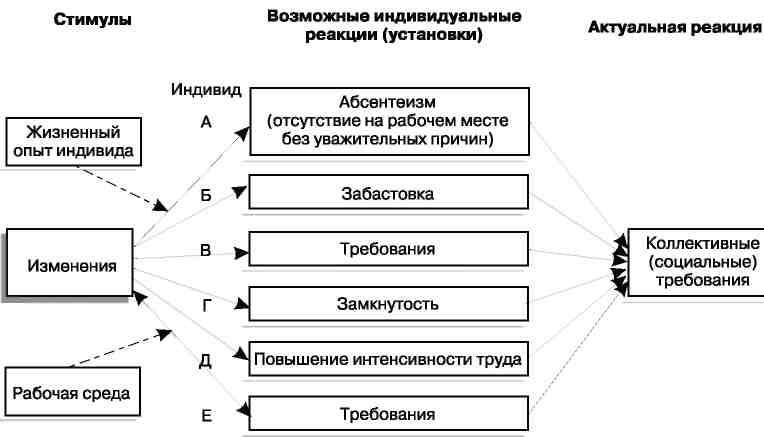 Стимулы
Возможные индивидуальные
реакции (установки)
Актуальная реакция
Индивид
А
Абсентеизм
(отсутствие на рабочем месте
без уважительных причин)
Жизненный
опыт индивида
Б
Забастовка
В
Требования
Изменения
Коллективные
(социальные)
требования
Г
Замкнутость
Д
Повышение интенсивности труда
Рабочая среда
Е
Требования